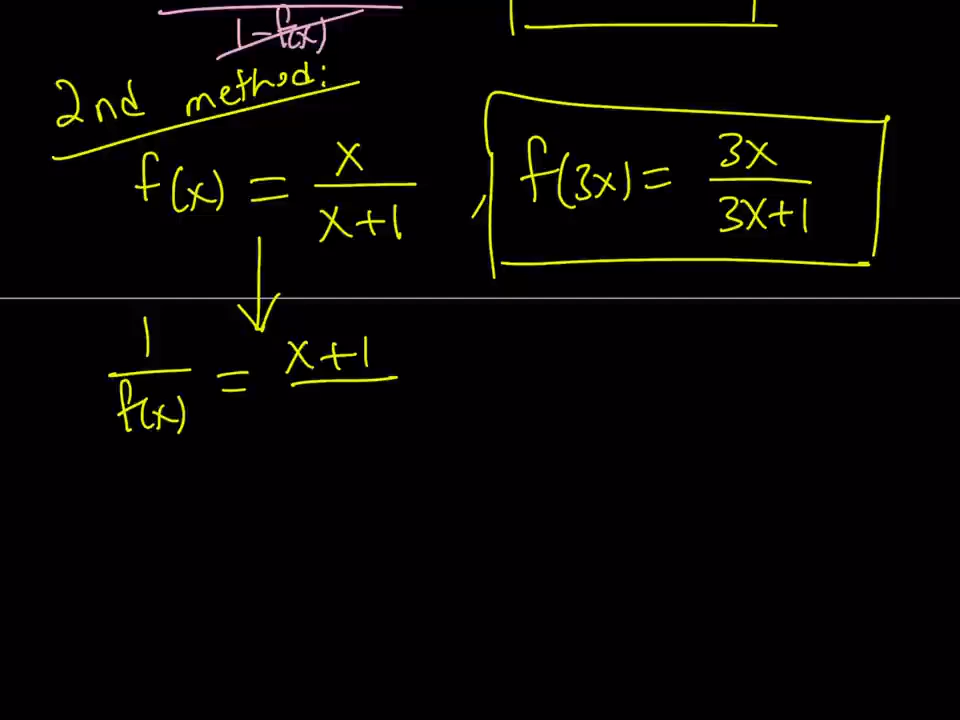 1-f(x)
2nd method:
f(x) = x/(x+1) , f(3x) = 3x/(3x+1)
1/f(x) = x+1